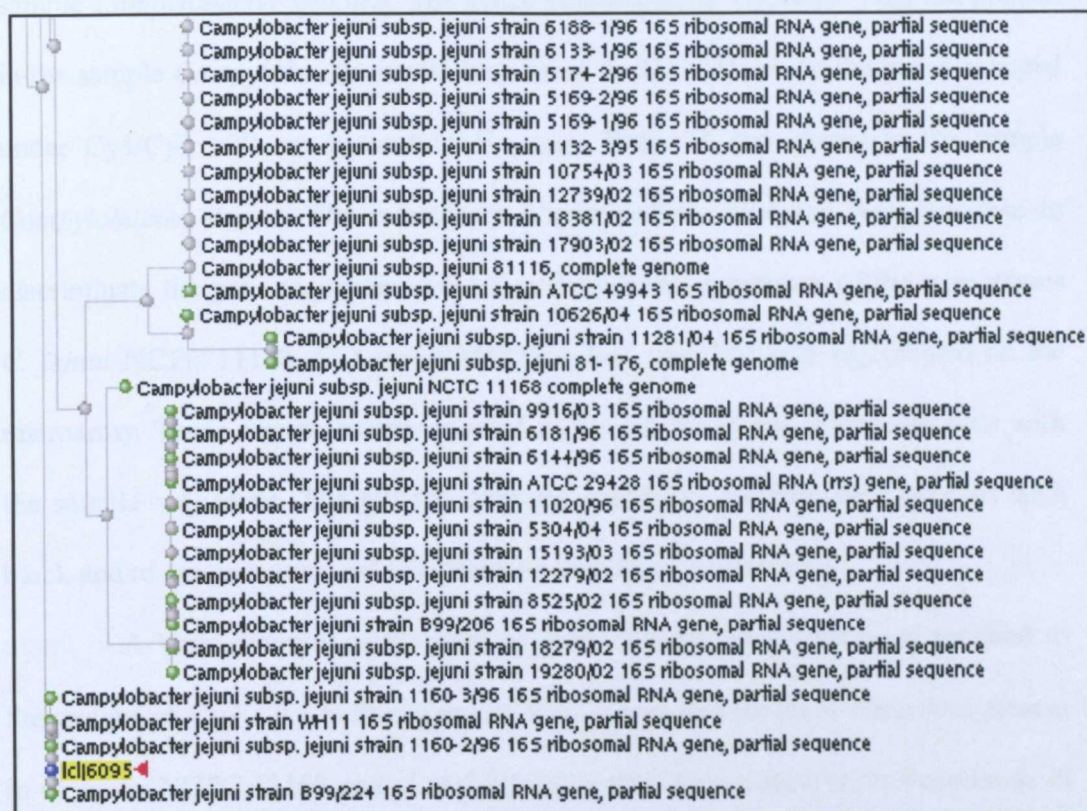 Campylobacter jejuni subsp. jejuni strain 6188-1/96 16S ribosomal RNA gene, partial sequence
Campylobacter jejuni subsp. jejuni strain 6133-1/96 16S ribosomal RNA gene, partial sequence
Campylobacter jejuni subsp. jejuni strain 5174-2/96 16S ribosomal RNA gene, partial sequence
Campylobacter jejuni subsp. jejuni strain 5169-2/96 16S ribosomal RNA gene, partial sequence
Campylobacter jejuni subsp. jejuni strain 5169-1/96 16S ribosomal RNA gene, partial sequence
Campylobacter jejuni subsp. jejuni strain 1132-3/95 16S ribosomal RNA gene, partial sequence
Campylobacter jejuni subsp. jejuni strain 10754/03 16S ribosomal RNA gene, partial sequence
Campylobacter jejuni subsp. jejuni strain 12739/02 16S ribosomal RNA gene, partial sequence
Campylobacter jejuni subsp. jejuni strain 18381/02 16S ribosomal RNA gene, partial sequence
Campylobacter jejuni subsp. jejuni strain 17903/02 16S ribosomal RNA gene, partial sequence
Campylobacter jejuni subsp. jejuni 81116, complete genome
Campylobacter jejuni subsp. jejuni strain ATCC 49943 16S ribosomal RNA gene, partial sequence
Campylobacter jejuni subsp. jejuni strain 10626/04 16S ribosomal RNA gene, partial sequence
Campylobacter jejuni subsp. jejuni strain 11281/04 16S ribosomal RNA gene, partial sequence
Campylobacter jejuni subsp. jejuni 81-176, complete genome
Campylobacter jejuni subsp. jejuni NCTC 11168 complete genome
Campylobacter jejuni subsp. jejuni strain 9916/03 16S ribosomal RNA gene, partial sequence
Campylobacter jejuni subsp. jejuni strain 6181/96 16S ribosomal RNA gene, partial sequence
Campylobacter jejuni subsp. jejuni strain 6144/96 16S ribosomal RNA gene, partial sequence
Campylobacter jejuni subsp. jejuni strain ATCC 29428 16S ribosomal RNA (rrs) gene, partial sequence
Campylobacter jejuni subsp. jejuni strain 11020/96 16S ribosomal RNA gene, partial sequence
Campylobacter jejuni subsp. jejuni strain 5304/04 16S ribosomal RNA gene, partial sequence
Campylobacter jejuni subsp. jejuni strain 15193/03 16S ribosomal RNA gene, partial sequence
Campylobacter jejuni subsp. jejuni strain 12279/02 16S ribosomal RNA gene, partial sequence
Campylobacter jejuni subsp. jejuni strain 8525/02 16S ribosomal RNA gene, partial sequence
Campylobacter jejuni strain B99/206 16S ribosomal RNA gene, partial sequence
Campylobacter jejuni subsp. jejuni strain 18279/02 16S ribosomal RNA gene, partial sequence
Campylobacter jejuni subsp. jejuni strain 19280/02 16S ribosomal RNA gene, partial sequence
Campylobacter jejuni subsp. jejuni strain 1160-3/96 16S ribosomal RNA gene, partial sequence
Campylobacter jejuni strain WH11 16S ribosomal RNA gene, partial sequence
Campylobacter jejuni subsp. jejuni strain 1160-2/96 16S ribosomal RNA gene, partial sequence
lcl|6095
Campylobacter jejuni strain B99/224 16S ribosomal RNA gene, partial sequence